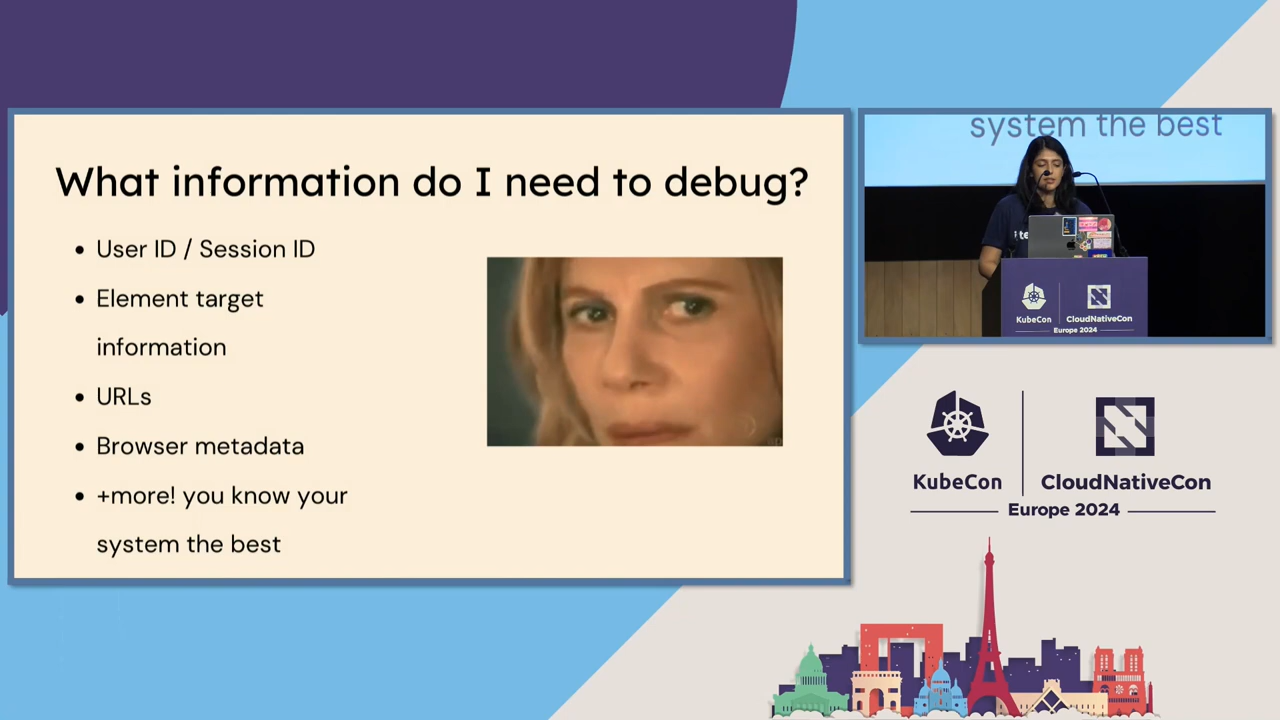 What information do I need to debug?
• User ID / Session ID
• Element target
information
• URLs
• Browser metadata
• +more! you know your
system the best
system the best
KubeCon
CloudNativeCon
Europe 2024
KubeCon
CloudNativeCon
Europe 2024